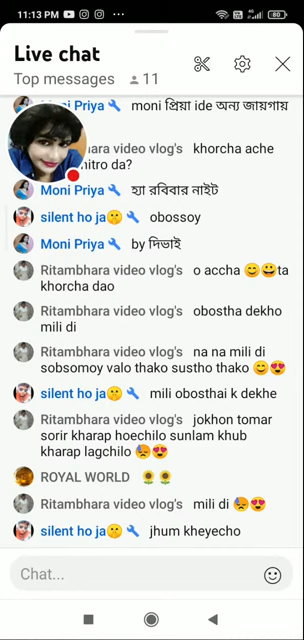 11:13 PM ...
80
Live chat
Top messages 11
Moni Priya moni প্রিয়া ide অন্য জায়গায়
hara video vlog's khorcha ache
nitro da?
Moni Priya হ্যা রবিবার নাইট
silent ho ja🤫 obossoy
Moni Priya by দিভাই
Ritambhara video vlog's o accha 😊😀ta
khorcha dao
Ritambhara video vlog's obostha dekho
mili di
Ritambhara video vlog's na na mili di
sobsomoy valo thako sustho thako 😊😍
silent ho ja🤫 mili obosthai k dekhe
Ritambhara video vlog's jokhon tomar
sorir kharap hoechilo sunlam khub
kharap lagchilo 😓😍
ROYAL WORLD 🌻🌻
Ritambhara video vlog's mili di 😓😍
silent ho ja🤫 jhum kheyecho
Chat...